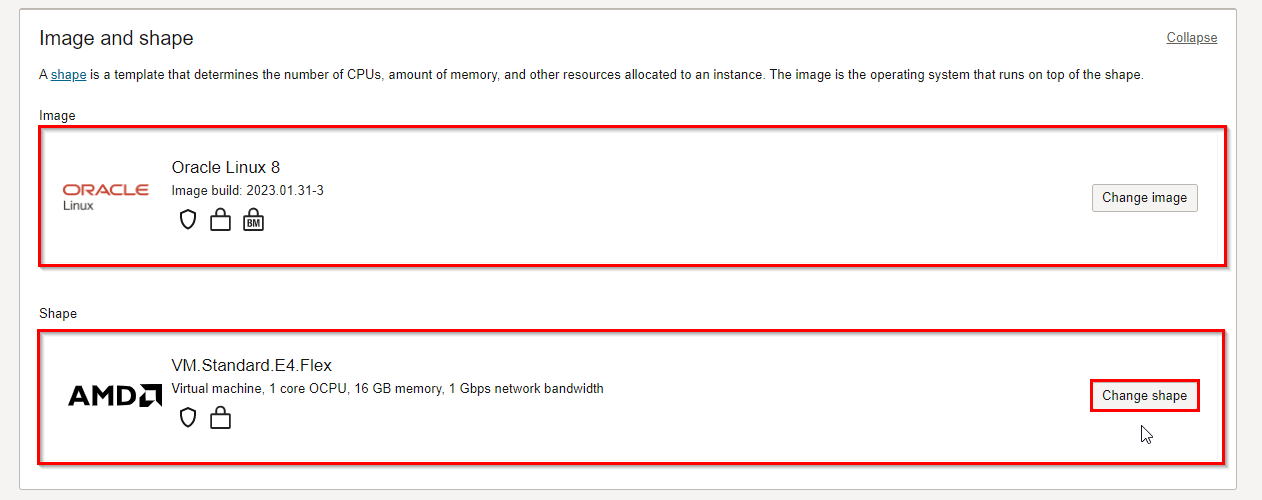 Image and shape
Collapse
A shape is a template that determines the number of CPUs, amount of memory, and other resources allocated to an instance. The image is the operating system that runs on top of the shape.
Image
ORACLE
Linux
Oracle Linux 8
Image build: 2023.01.31-3
BM
Change image
Shape
AMD
VM.Standard.E4.Flex
Virtual machine, 1 core OCPU, 16 GB memory, 1 Gbps network bandwidth
Change shape